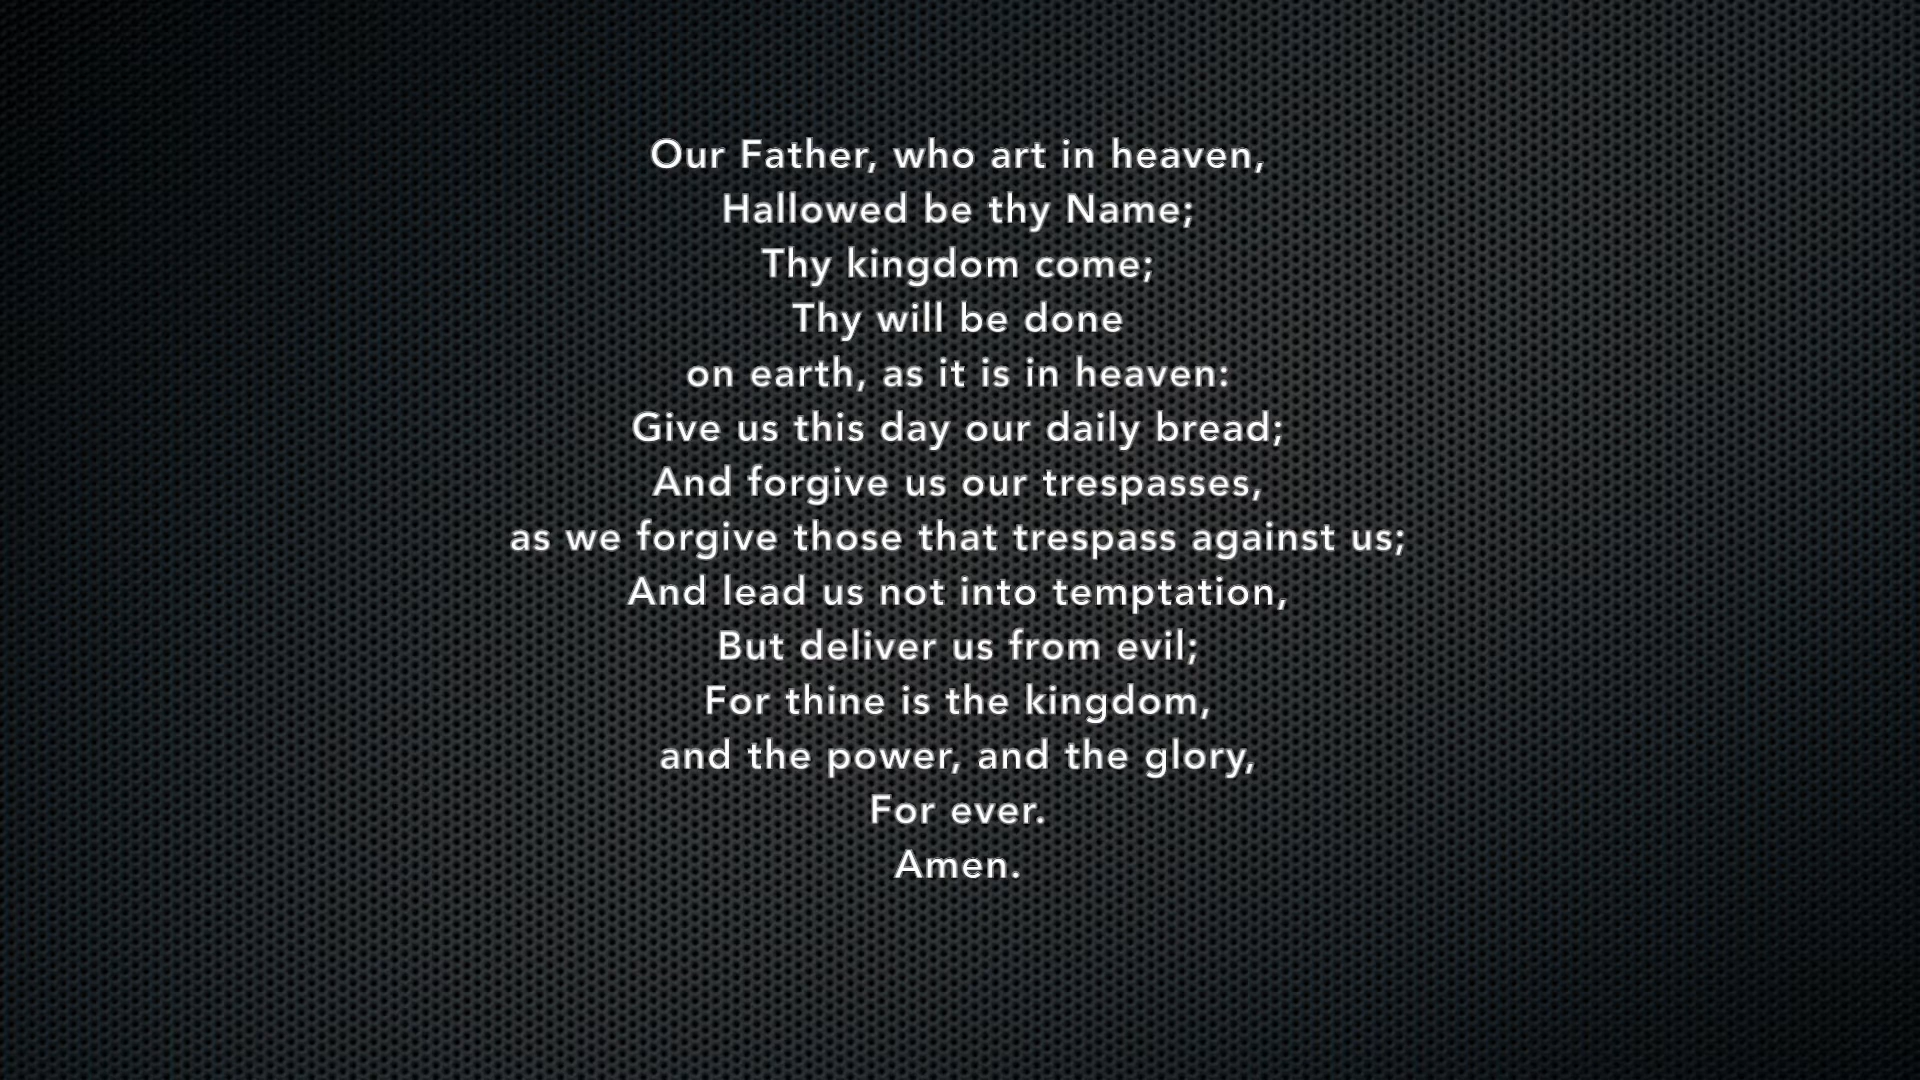 Our Father, who art in heaven,
Hallowed be thy Name;
Thy kingdom come;
Thy will be done
on earth, as it is in heaven:
Give us this day our daily bread;
And forgive us our trespasses,
as we forgive those that trespass against us;
And lead us not into temptation,
But deliver us from evil;
For thine is the kingdom,
and the power, and the glory,
For ever.
Amen.